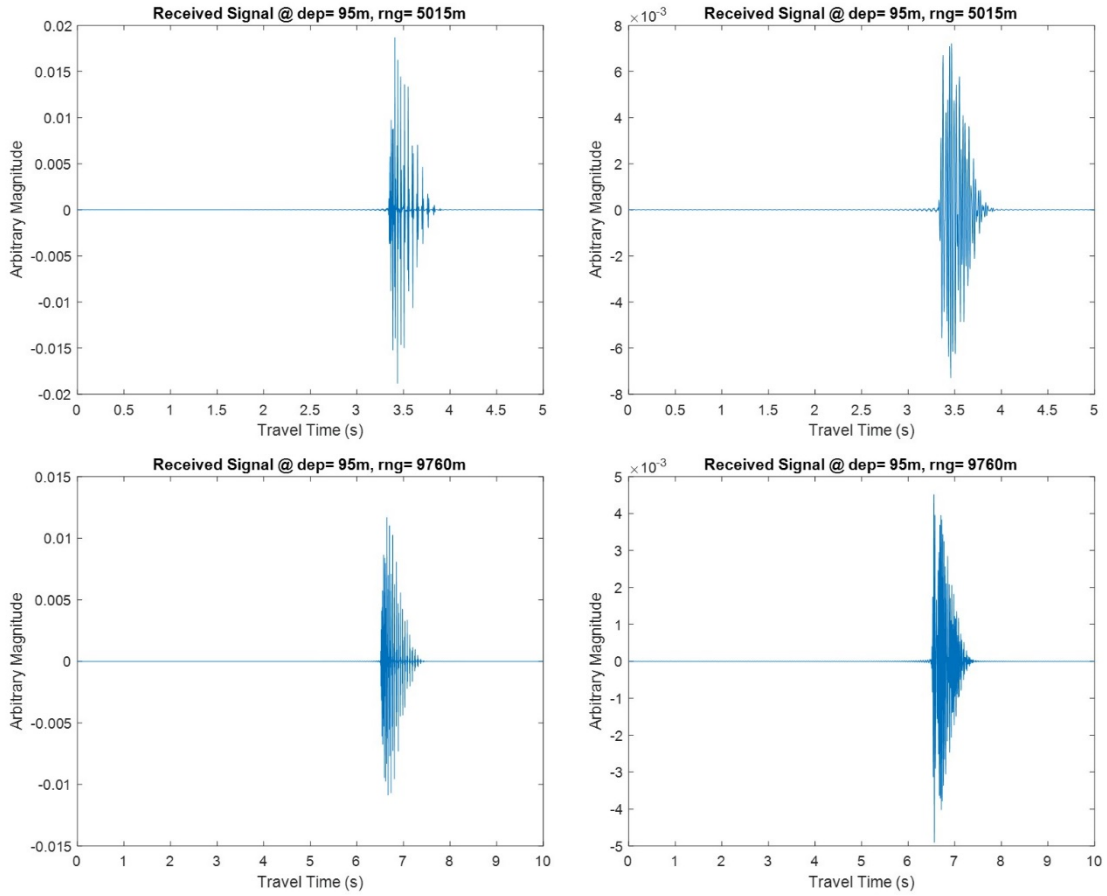 Received Signal @ dep= 95m, rng= 5015m
0.02
0.015
0.01
0.005
0
-0.005
-0.01
-0.015
-0.02
Arbitrary Magnitude
0 0.5 1 1.5 2 2.5 3 3.5 4 4.5 5
Travel Time (s)
Received Signal @ dep= 95m, rng= 5015m
×10-3
8
6
4
2
0
-2
-4
-6
-8
Arbitrary Magnitude
0 0.5 1 1.5 2 2.5 3 3.5 4 4.5 5
Travel Time (s)
Received Signal @ dep= 95m, rng= 9760m
0.015
0.01
0.005
0
-0.005
-0.01
-0.015
Arbitrary Magnitude
0 1 2 3 4 5 6 7 8 9 10
Travel Time (s)
Received Signal @ dep= 95m, rng= 9760m
×10-3
5
4
3
2
1
0
-1
-2
-3
-4
-5
Arbitrary Magnitude
0 1 2 3 4 5 6 7 8 9 10
Travel Time (s)